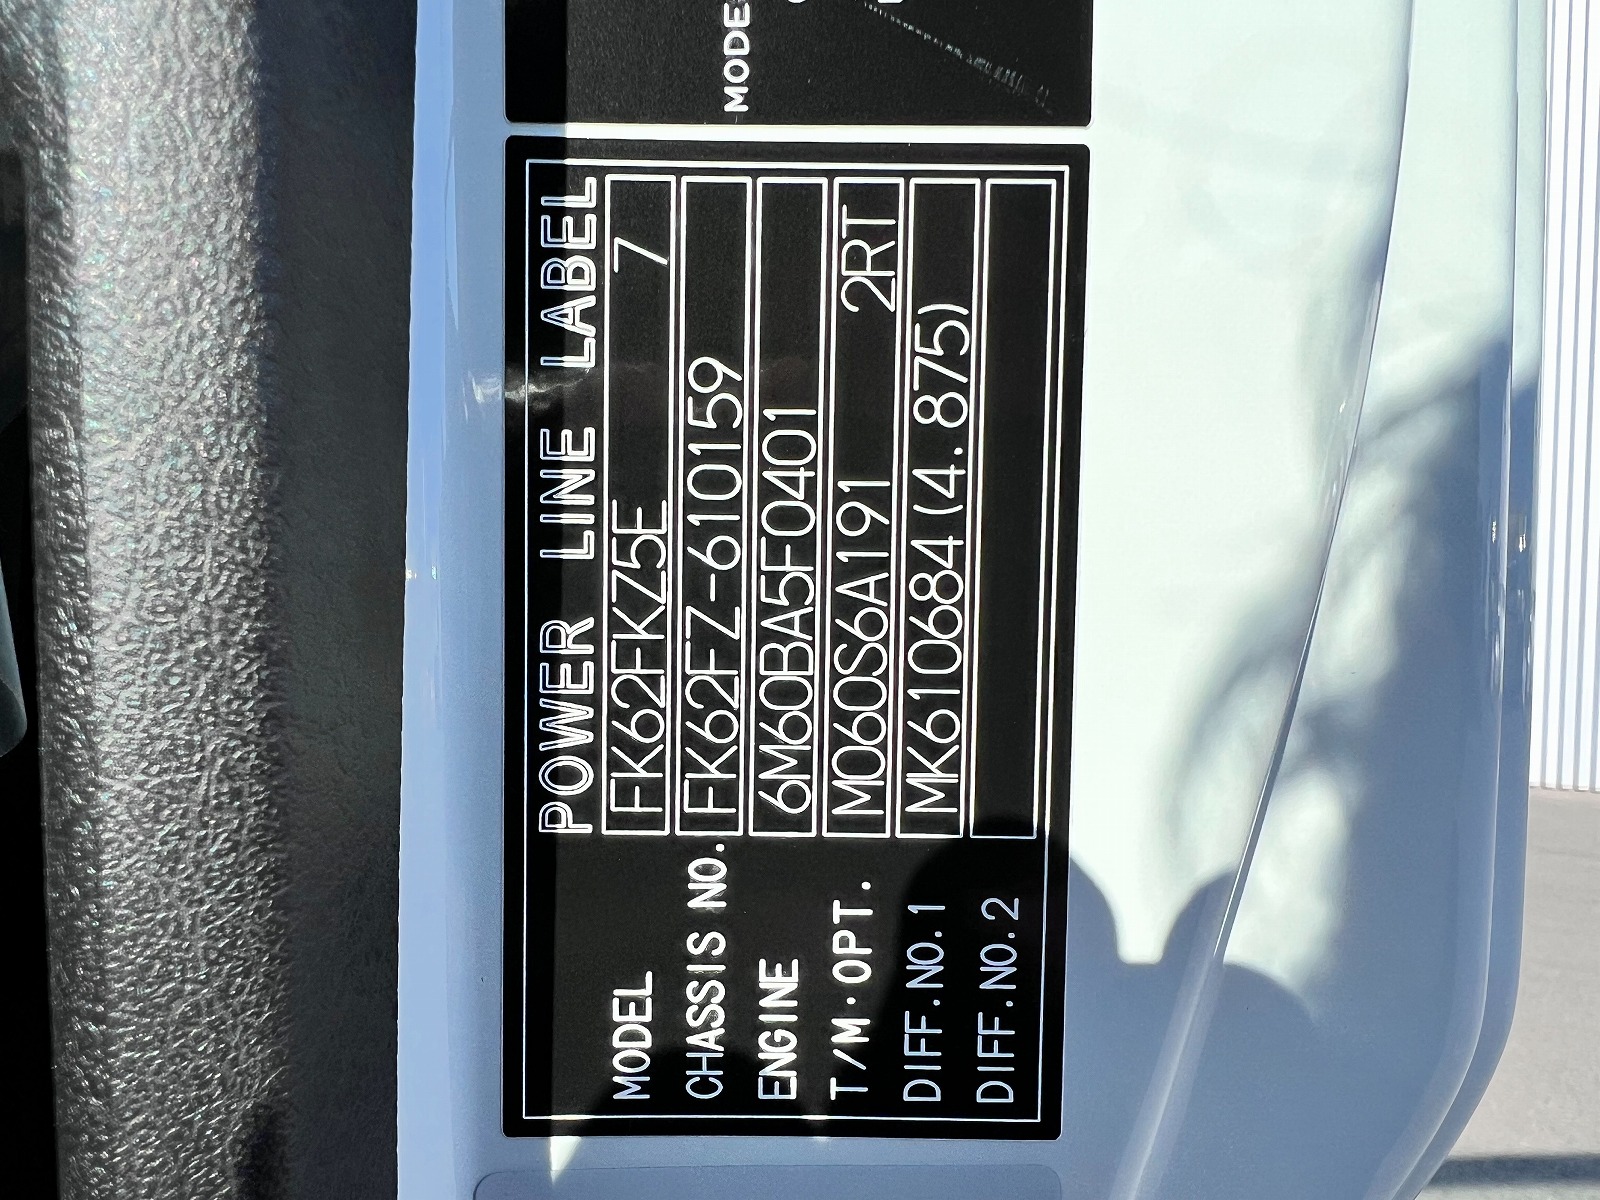 MODE
POWER LINE LABEL
MODEL FK62FKZ5E 7
CHASSIS NO. FK62FZ-610159
ENGINE 6M60BA5F0401
T/M·OPT. M060S6A191 2RT
DIFF.NO.1 MK610684(4.875)
DIFF.NO.2